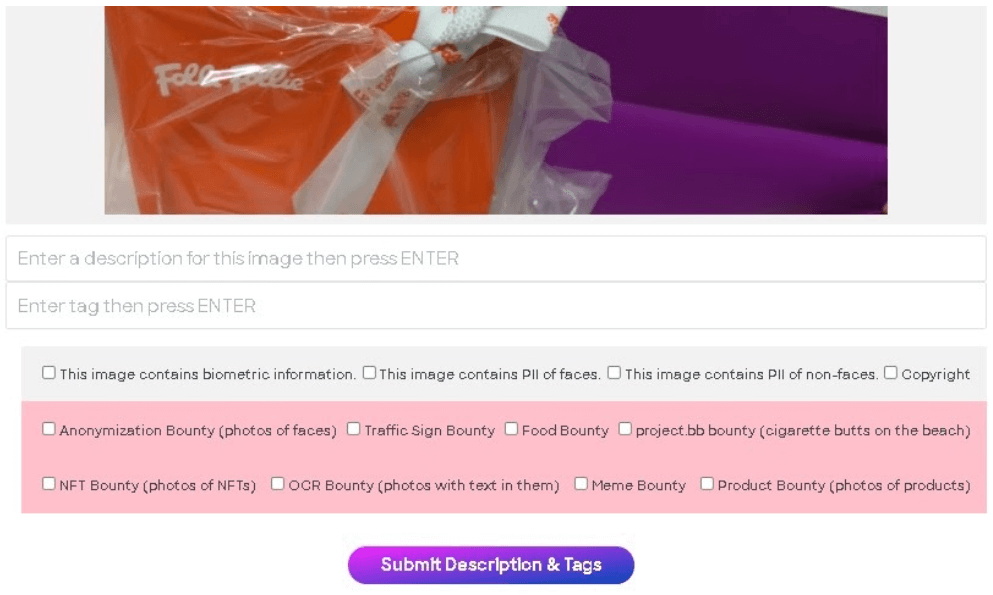 Folli Follie
Enter a description for this image then press ENTER
Enter tag then press ENTER
This image contains biometric information. This image contains PII of faces. This image contains PII of non-faces. Copyright
Anonymization Bounty (photos of faces) Traffic Sign Bounty Food Bounty project.bb bounty (cigarette butts on the beach)
NFT Bounty (photos of NFTs) OCR Bounty (photos with text in them) Meme Bounty Product Bounty (photos of products)
Submit Description & Tags